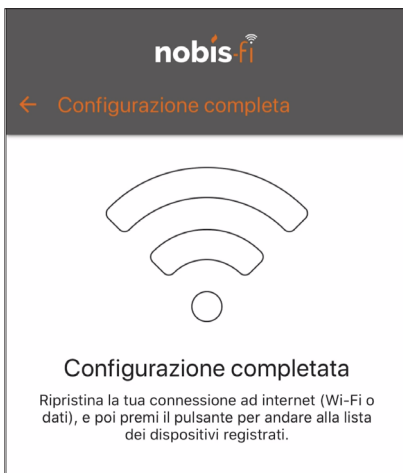 nobis-fi
← Configurazione completa
Configurazione completata
Ripristina la tua connessione ad internet (Wi-Fi o
dati), e poi premi il pulsante per andare alla lista
dei dispositivi registrati.